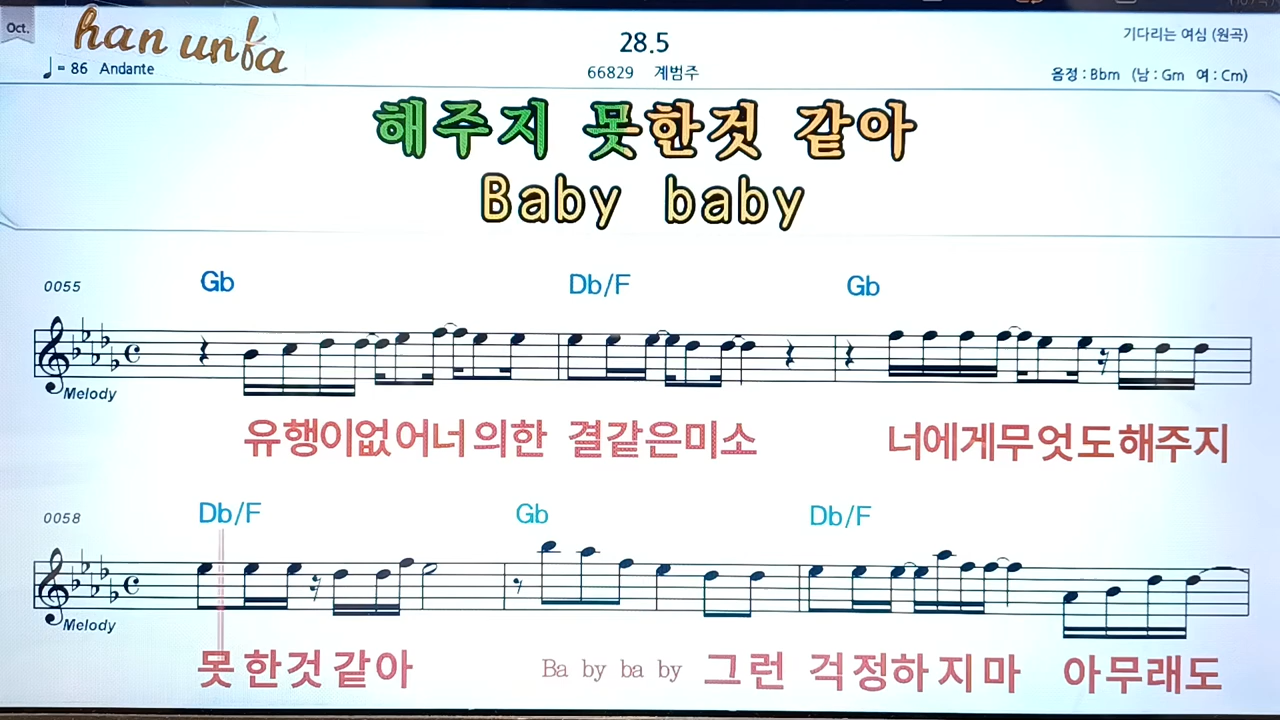 Oct.
han un!a
28.5
기다리는 여심 (원곡)
♩= 86 Andante
66829 계범주
음정 : Bbm (남 : Gm 여 : Cm)
해주지 못한것 같아
Baby baby
0055 Gb Db/F Gb
Melody
유행이없어너의한 결같은미소 너에게무엇도해주지
0058 Db/F Gb Db/F
Melody
못한것같아 Ba by ba by 그런 걱정하지마 아무래도